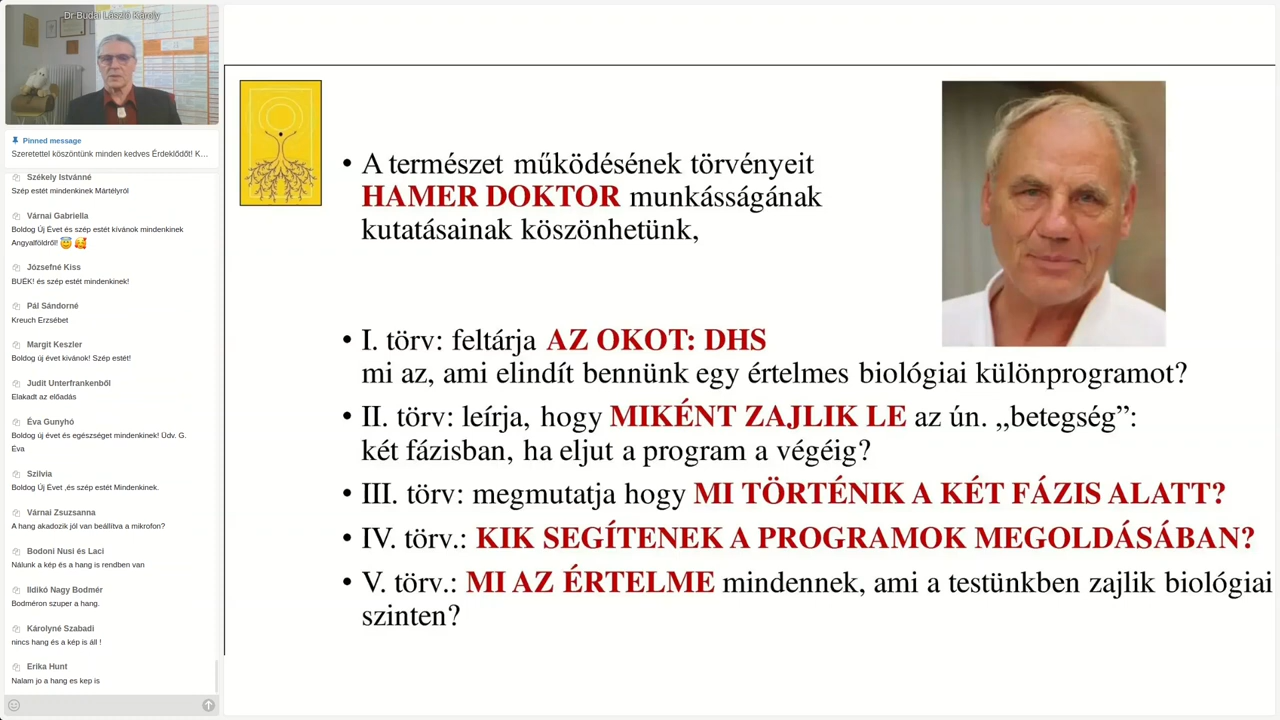 Dr Budai László Károly
Pinned message
Szeretettel köszöntünk minden kedves Érdeklődőt! K…
Székely Istvánné
Szép estét mindenkinek Mártélyról
Várnai Gabriella
Boldog Új Évet és szép estét kívánok mindenkinek
Angyalföldről!
Józsefné Kiss
BUÉK! és szép estét mindenkinek!
Pál Sándorné
Kreuch Erzsébet
Margit Keszler
Boldog új évet kivánok! Szép estét!
Judit Unterfrankenből
Elakadt az előadás
Éva Gunyhó
Boldog új évet és egészséget mindenkinek! Üdv. G.
Éva
Szilvia
Boldog Új Évet ,és szép estét Mindenkinek.
Várnai Zsuzsanna
A hang akadozik jól van beállítva a mikrofon?
Bodoni Nusi és Laci
Nálunk a kép és a hang is rendben van
Ildikó Nagy Bodmér
Bodméron szuper a hang.
Károlyné Szabadi
nincs hang és a kép is áll !
Erika Hunt
Nalam jo a hang es kep is
• A természet működésének törvényeit
HAMER DOKTOR munkásságának
kutatásainak köszönhetünk,
• I. törv: feltárja AZ OKOT: DHS
mi az, ami elindít bennünk egy értelmes biológiai különprogramot?
• II. törv: leírja, hogy MIKÉNT ZAJLIK LE az ún. „betegség”:
két fázisban, ha eljut a program a végéig?
• III. törv: megmutatja hogy MI TÖRTÉNIK A KÉT FÁZIS ALATT?
• IV. törv.: KIK SEGÍTENEK A PROGRAMOK MEGOLDÁSÁBAN?
• V. törv.: MI AZ ÉRTELME mindennek, ami a testünkben zajlik biológiai
szinten?